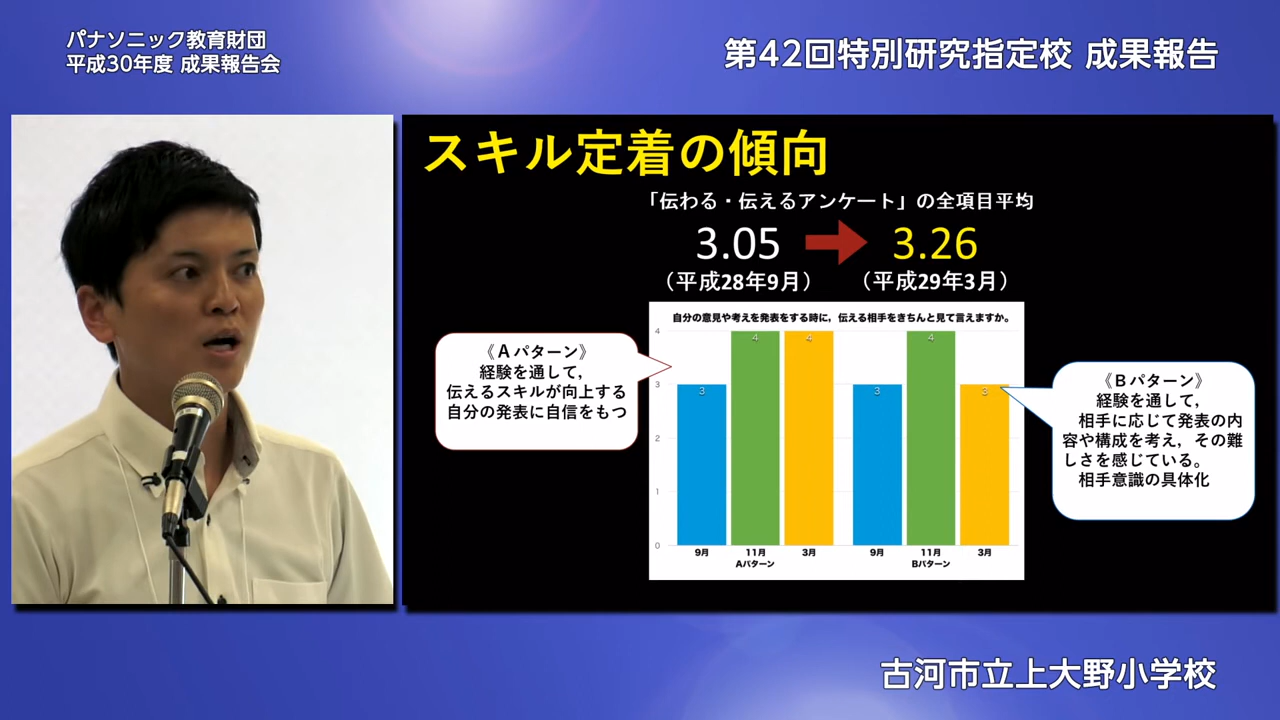 パナソニック教育財団
平成30年度 成果報告会
第42回特別研究指定校 成果報告
スキル定着の傾向
「伝わる・伝えるアンケート」の全項目平均
3.05
3.26
（平成28年9月）
（平成29年3月）
自分の意見や考えを発表をする時に，伝える相手をきちんと見て言えますか。
4
3
2
1
0
3
4
4
3
4
3
9月
11月
3月
9月
11月
3月
Aパターン
Bパターン
《Ａパターン》
経験を通して，
伝えるスキルが向上する
自分の発表に自信をもつ
《Ｂパターン》
経験を通して，
相手に応じて発表の内
容や構成を考え，その難
しさを感じている。
相手意識の具体化
古河市立上大野小学校